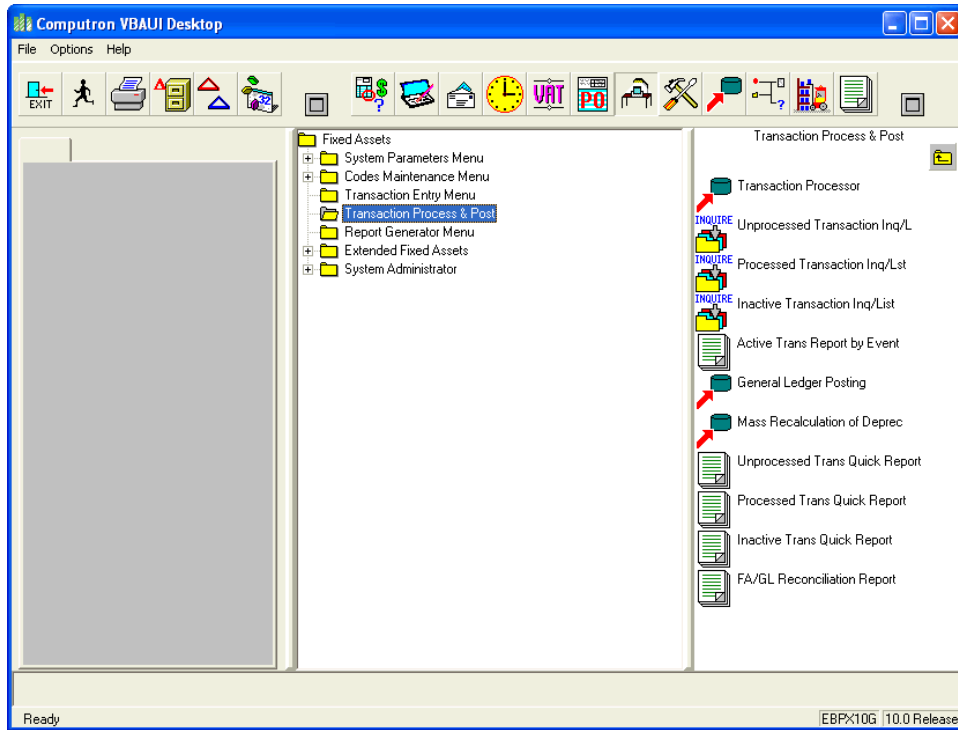 Computron VBAUI Desktop
File Options Help
EXIT
32
$
?
VAT
PO
?
Fixed Assets
System Parameters Menu
Codes Maintenance Menu
Transaction Entry Menu
Transaction Process & Post
Report Generator Menu
Extended Fixed Assets
System Administrator
Transaction Process & Post
Transaction Processor
INQUIRE Unprocessed Transaction Inq/L
INQUIRE Processed Transaction Inq/Lst
INQUIRE Inactive Transaction Inq/List
Active Trans Report by Event
General Ledger Posting
Mass Recalculation of Deprec
Unprocessed Trans Quick Report
Processed Trans Quick Report
Inactive Trans Quick Report
FA/GL Reconciliation Report
Ready
EBPX10G 10.0 Release